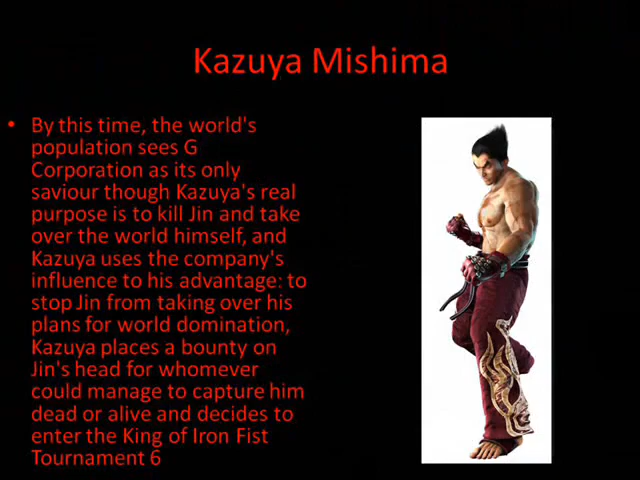 Kazuya Mishima
• By this time, the world's
population sees G
Corporation as its only
saviour though Kazuya's real
purpose is to kill Jin and take
over the world himself, and
Kazuya uses the company's
influence to his advantage: to
stop Jin from taking over his
plans for world domination,
Kazuya places a bounty on
Jin's head for whomever
could manage to capture him
dead or alive and decides to
enter the King of Iron Fist
Tournament 6